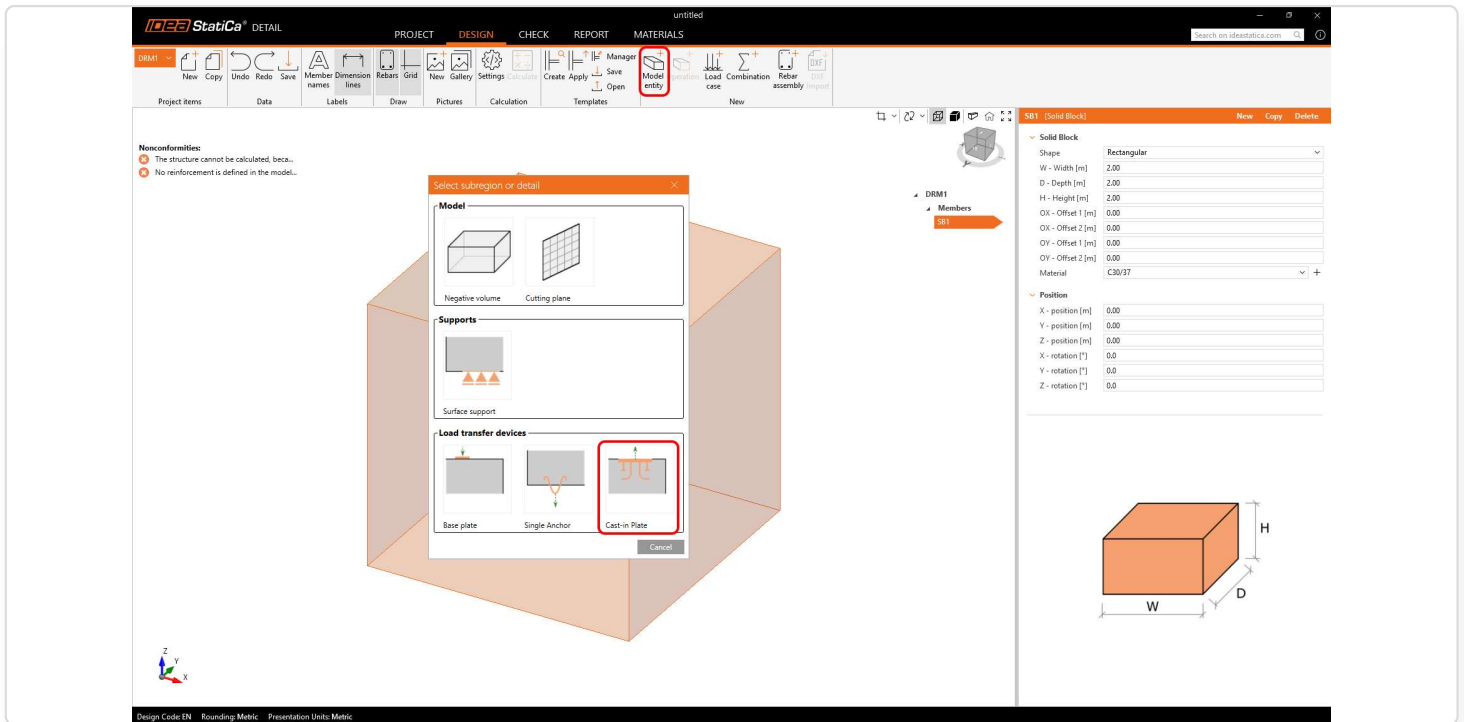 untitled
IDEA StatiCa® DETAIL
PROJECT DESIGN CHECK REPORT MATERIALS
Search on ideastatica.com
DRM1
New Copy
Undo Redo Save
Member names
Dimension lines
Rebars Grid
New Gallery
Settings Calculate
Create Apply
Manager
Save
Open
Model entity
Operation
Load case
Combination
Rebar assembly
DXF
DXF Import
Project items Data Labels Draw Pictures Calculation Templates New
Nonconformities:
The structure cannot be calculated, beca...
No reinforcement is defined in the model...
Select subregion or detail
Model
Negative volume Cutting plane
Supports
Surface support
Load transfer devices
Base plate Single Anchor Cast-in Plate
Cancel
DRM1
Members
SB1
SB1 [Solid Block] New Copy Delete
Solid Block
Shape Rectangular
W - Width [m] 2.00
D - Depth [m] 2.00
H - Height [m] 2.00
OX - Offset 1 [m] 0.00
OX - Offset 2 [m] 0.00
OY - Offset 1 [m] 0.00
OY - Offset 2 [m] 0.00
Material C30/37
Position
X - position [m] 0.00
Y - position [m] 0.00
Z - position [m] 0.00
X - rotation [°] 0.0
Y - rotation [°] 0.0
Z - rotation [°] 0.0
H
D
W
Z
Y
X
Design Code: EN Rounding: Metric Presentation Units: Metric